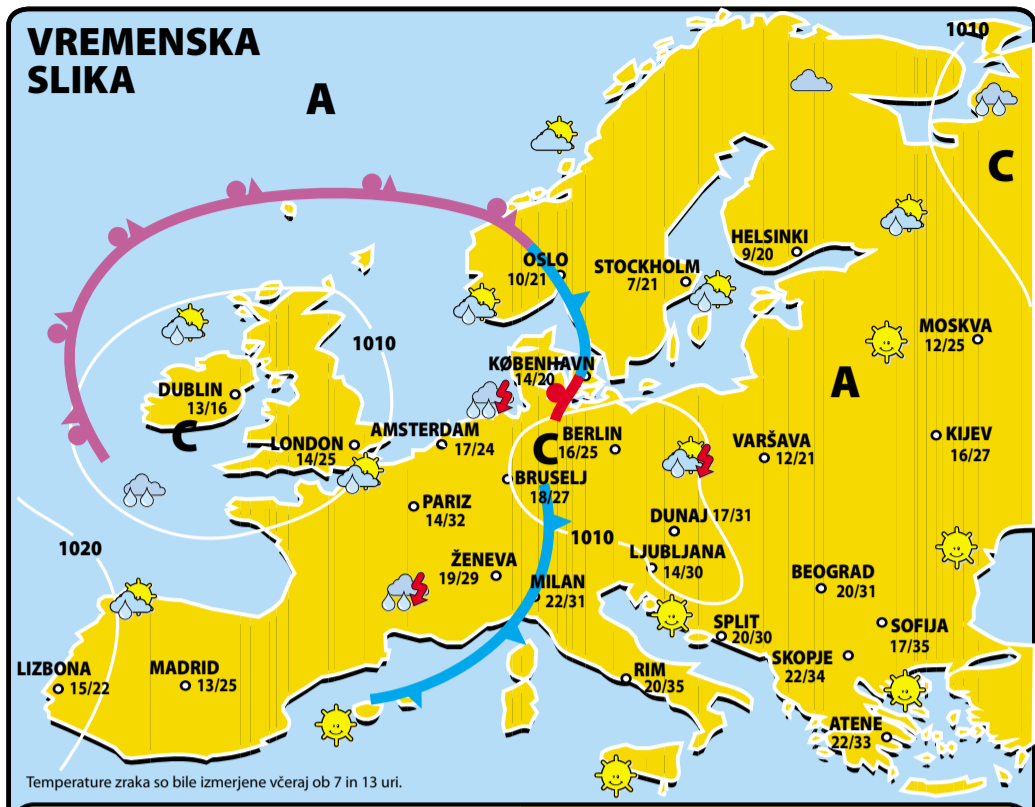 VREMENSKA
SLIKA
1010
A
C
OSLO
10/21
STOCKHOLM
7/21
HELSINKI
9/20
MOSKVA
12/25
1010
KØBENHAVN
14/20
A
DUBLIN
13/16
C
LONDON
14/25
AMSTERDAM
17/24
C
BERLIN
16/25
VARŠAVA
12/21
KIJEV
16/27
BRUSELJ
18/27
PARIZ
14/32
DUNAJ 17/31
1010
1020
LJUBLJANA
14/30
ŽENEVA
19/29
MILAN
22/31
BEOGRAD
20/31
SPLIT
20/30
SOFIJA
17/35
SKOPJE
22/34
LIZBONA
15/22
MADRID
13/25
RIM
20/35
ATENE
22/33
Temperature zraka so bile izmerjene včeraj ob 7 in 13 uri.